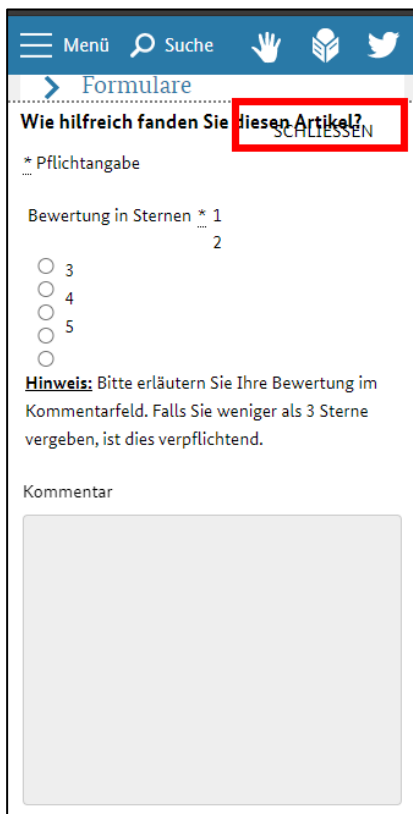 Menü Suche
Formulare
Wie hilfreich fanden Sie diesen Artikel?
SCHLIESSEN
* Pflichtangabe
Bewertung in Sternen * 1
2
3
4
5
Hinweis: Bitte erläutern Sie Ihre Bewertung im
Kommentarfeld. Falls Sie weniger als 3 Sterne
vergeben, ist dies verpflichtend.
Kommentar